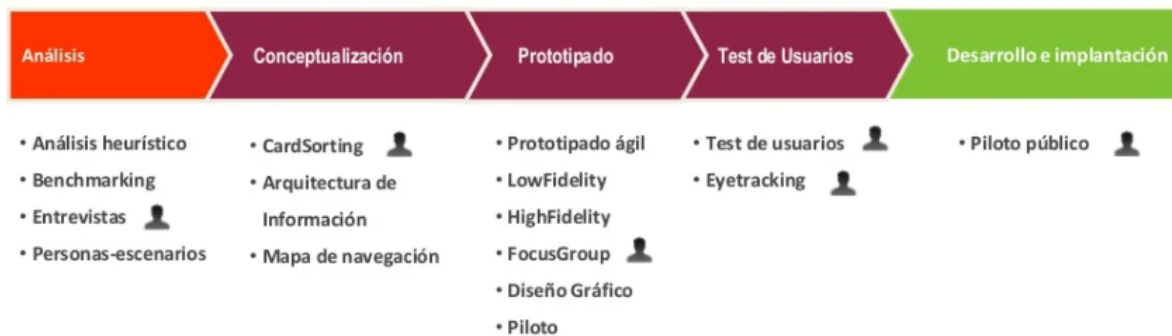 Análisis
Conceptualización
Prototipado
Test de Usuarios
Desarrollo e implantación
• Análisis heurístico
• Benchmarking
• Entrevistas
• Personas-escenarios
• CardSorting
• Arquitectura de
Información
• Mapa de navegación
• Prototipado ágil
• LowFidelity
• HighFidelity
• FocusGroup
• Diseño Gráfico
• Piloto
• Test de usuarios
• Eyetracking
• Piloto público